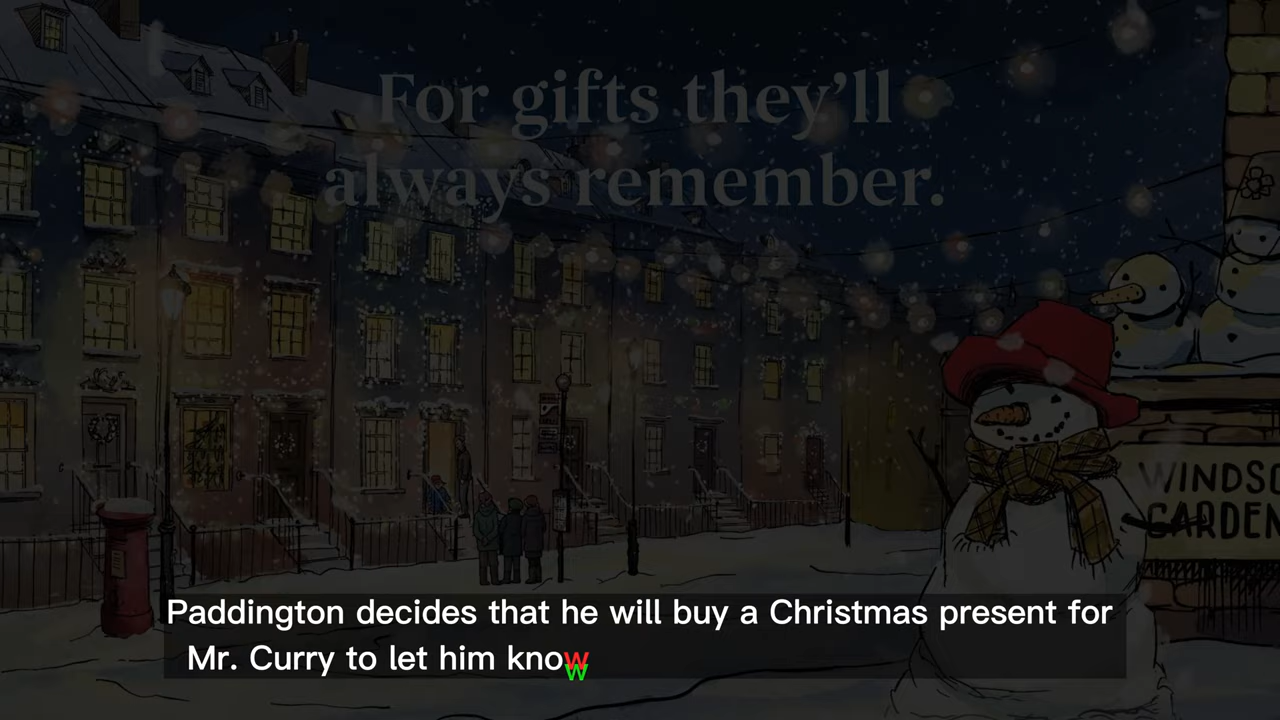 For gifts they’ll
always remember.
WINDSO
GARDEN
Paddington decides that he will buy a Christmas present for
Mr. Curry to let him know